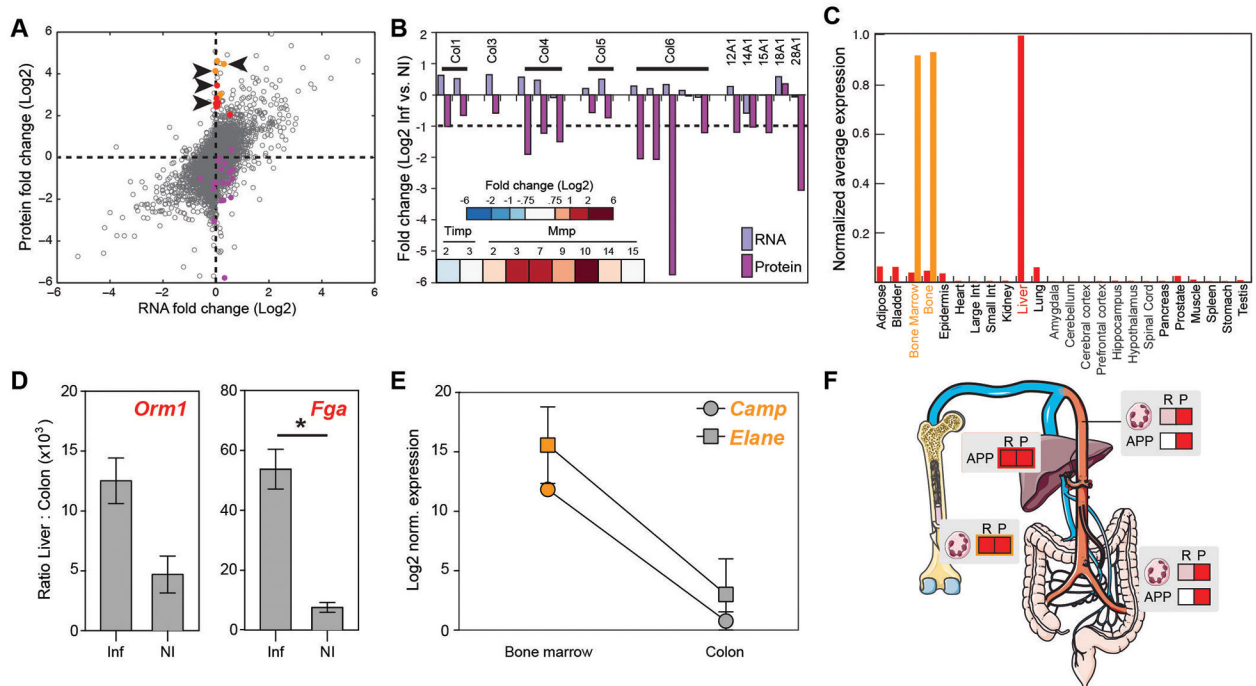 A
Protein fold change (Log2)
6
4
2
0
−2
−4
−6
−6
−4
−2
0
2
4
6
RNA fold change (Log2)
B
Fold change (Log2 Inf vs. NI)
2
1
0
-1
-2
-3
-4
-5
-6
Col1
Col3
Col4
Col5
Col6
12A1
14A1
15A1
18A1
28A1
Fold change (Log2)
-6 -2 -1 -.75 .75 1 2 6
Timp Mmp
2 3 2 3 7 9 10 14 15
RNA
Protein
C
Normalized average expression
1.0
0.8
0.6
0.4
0.2
Adipose
Bladder
Bone Marrow
Bone
Epidermis
Heart
Large Int
Small Int
Kidney
Liver
Lung
Amygdala
Cerebellum
Cerebral cortex
Prefrontal cortex
Hippocampus
Hypothalamus
Spinal Cord
Pancreas
Prostate
Muscle
Spleen
Stomach
Testis
D
Ratio Liver : Colon (x10³)
20
15
10
5
0
Orm1
Inf NI
80
60
40
20
0
Fga
*
Inf NI
E
Log2 norm. expression
20
15
10
5
0
Camp
Elane
Bone marrow
Colon
F
R P
APP
R P
APP
R P
R P
APP